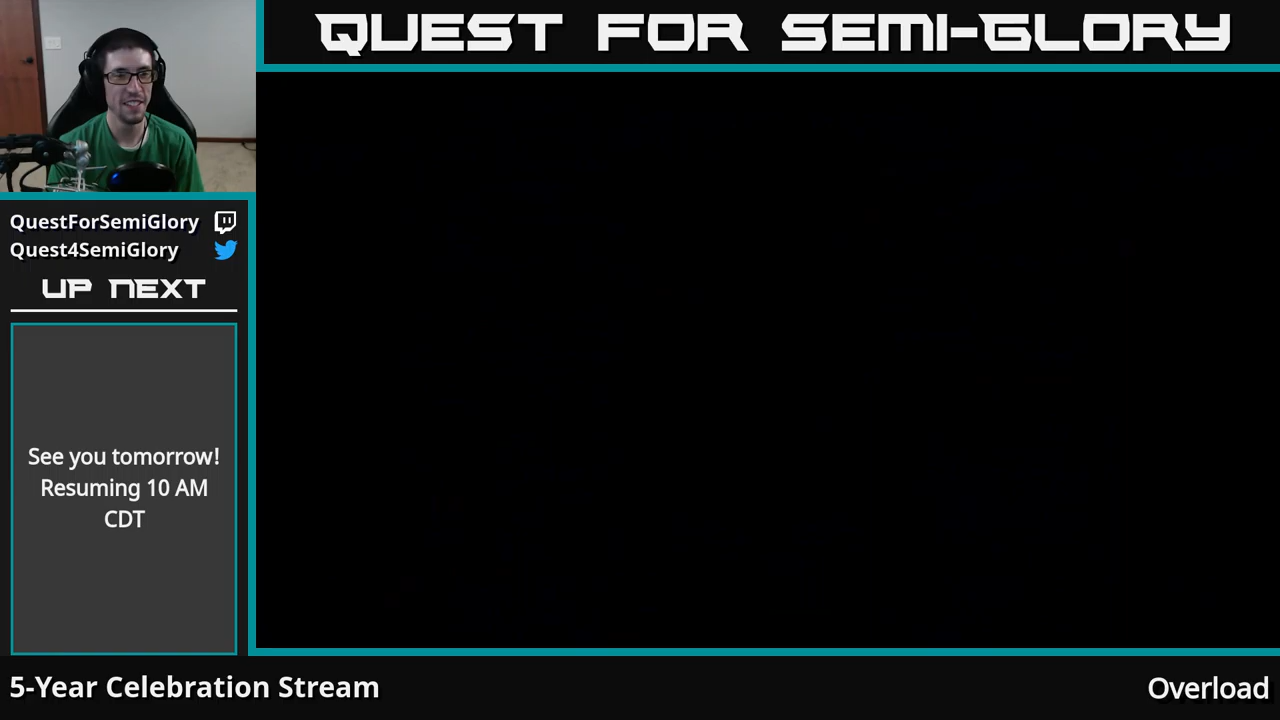 QUEST FOR SEMI-GLORY
QuestForSemiGlory
Quest4SemiGlory
UP NEXT
See you tomorrow!
Resuming 10 AM
CDT
5-Year Celebration Stream
Overload